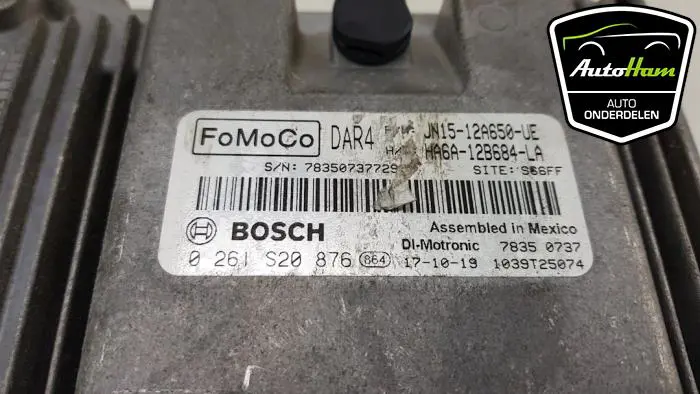 AutoHam
AUTO
ONDERDELEN
FoMoCo DAR4 JN15-12A650-UE
HA6A-12B684-LA
S/N: 7835073772 SITE: S66FF
BOSCH Assembled in Mexico
DI-Motronic 7835 0737
0 261 S20 876 864 17-10-19 1039T25074